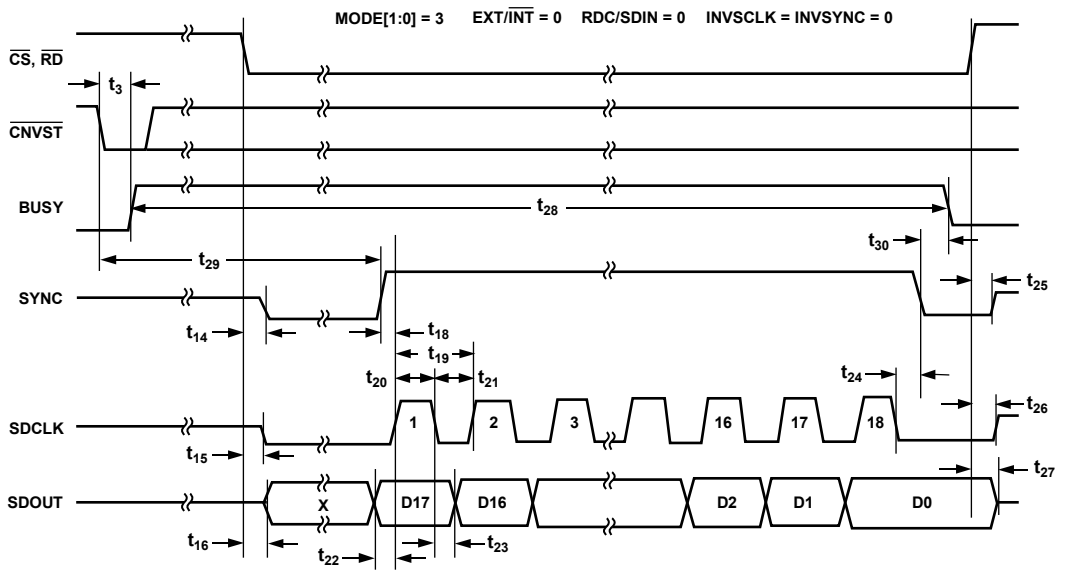 MODE[1:0] = 3 EXT/INT = 0 RDC/SDIN = 0 INVSCLK = INVSYNC = 0
CS, RD
t3
CNVST
BUSY
t28
t30
t29
SYNC
t25
t14
t18
t19
t20
t21
t24
t26
SDCLK
1 2 3 16 17 18
t15
t27
SDOUT
X D17 D16 D2 D1 D0
t16
t22
t23